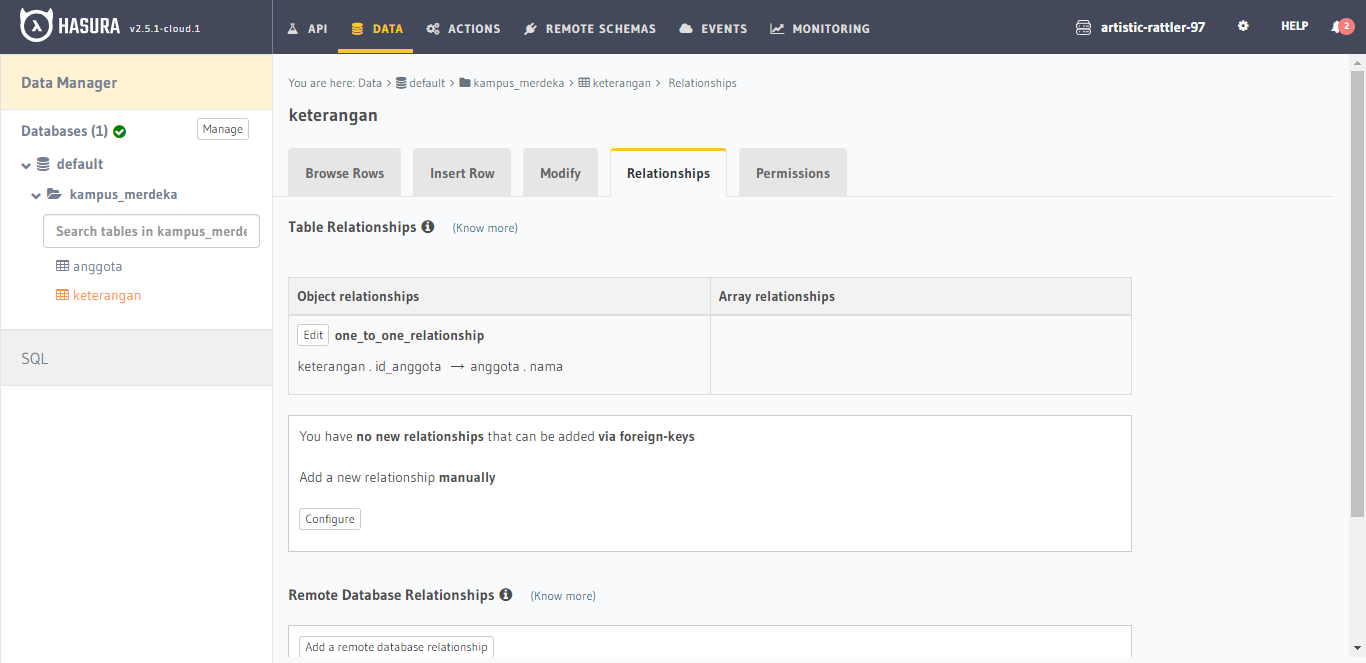 HASURA v2.5.1-cloud.1
API DATA ACTIONS REMOTE SCHEMAS EVENTS MONITORING
artistic-rattler-97 HELP 2
Data Manager
Databases (1) Manage
default
kampus_merdeka
Search tables in kampus_merde
anggota
keterangan
SQL
You are here: Data > default > kampus_merdeka > keterangan > Relationships
keterangan
Browse Rows Insert Row Modify Relationships Permissions
Table Relationships (Know more)
Object relationships Array relationships
Edit one_to_one_relationship
keterangan . id_anggota → anggota . nama
You have no new relationships that can be added via foreign-keys
Add a new relationship manually
Configure
Remote Database Relationships (Know more)
Add a remote database relationship